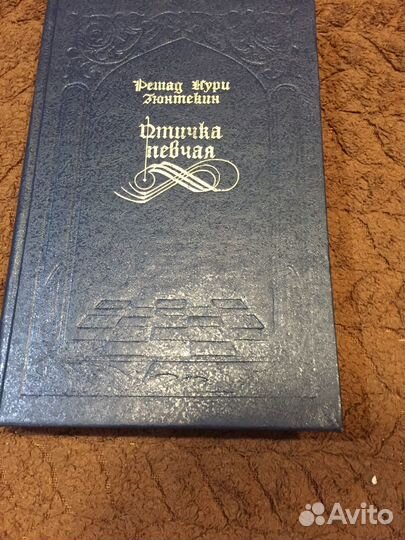 Решад Нури
Гюнтекин
Птичка
певчая
Avito